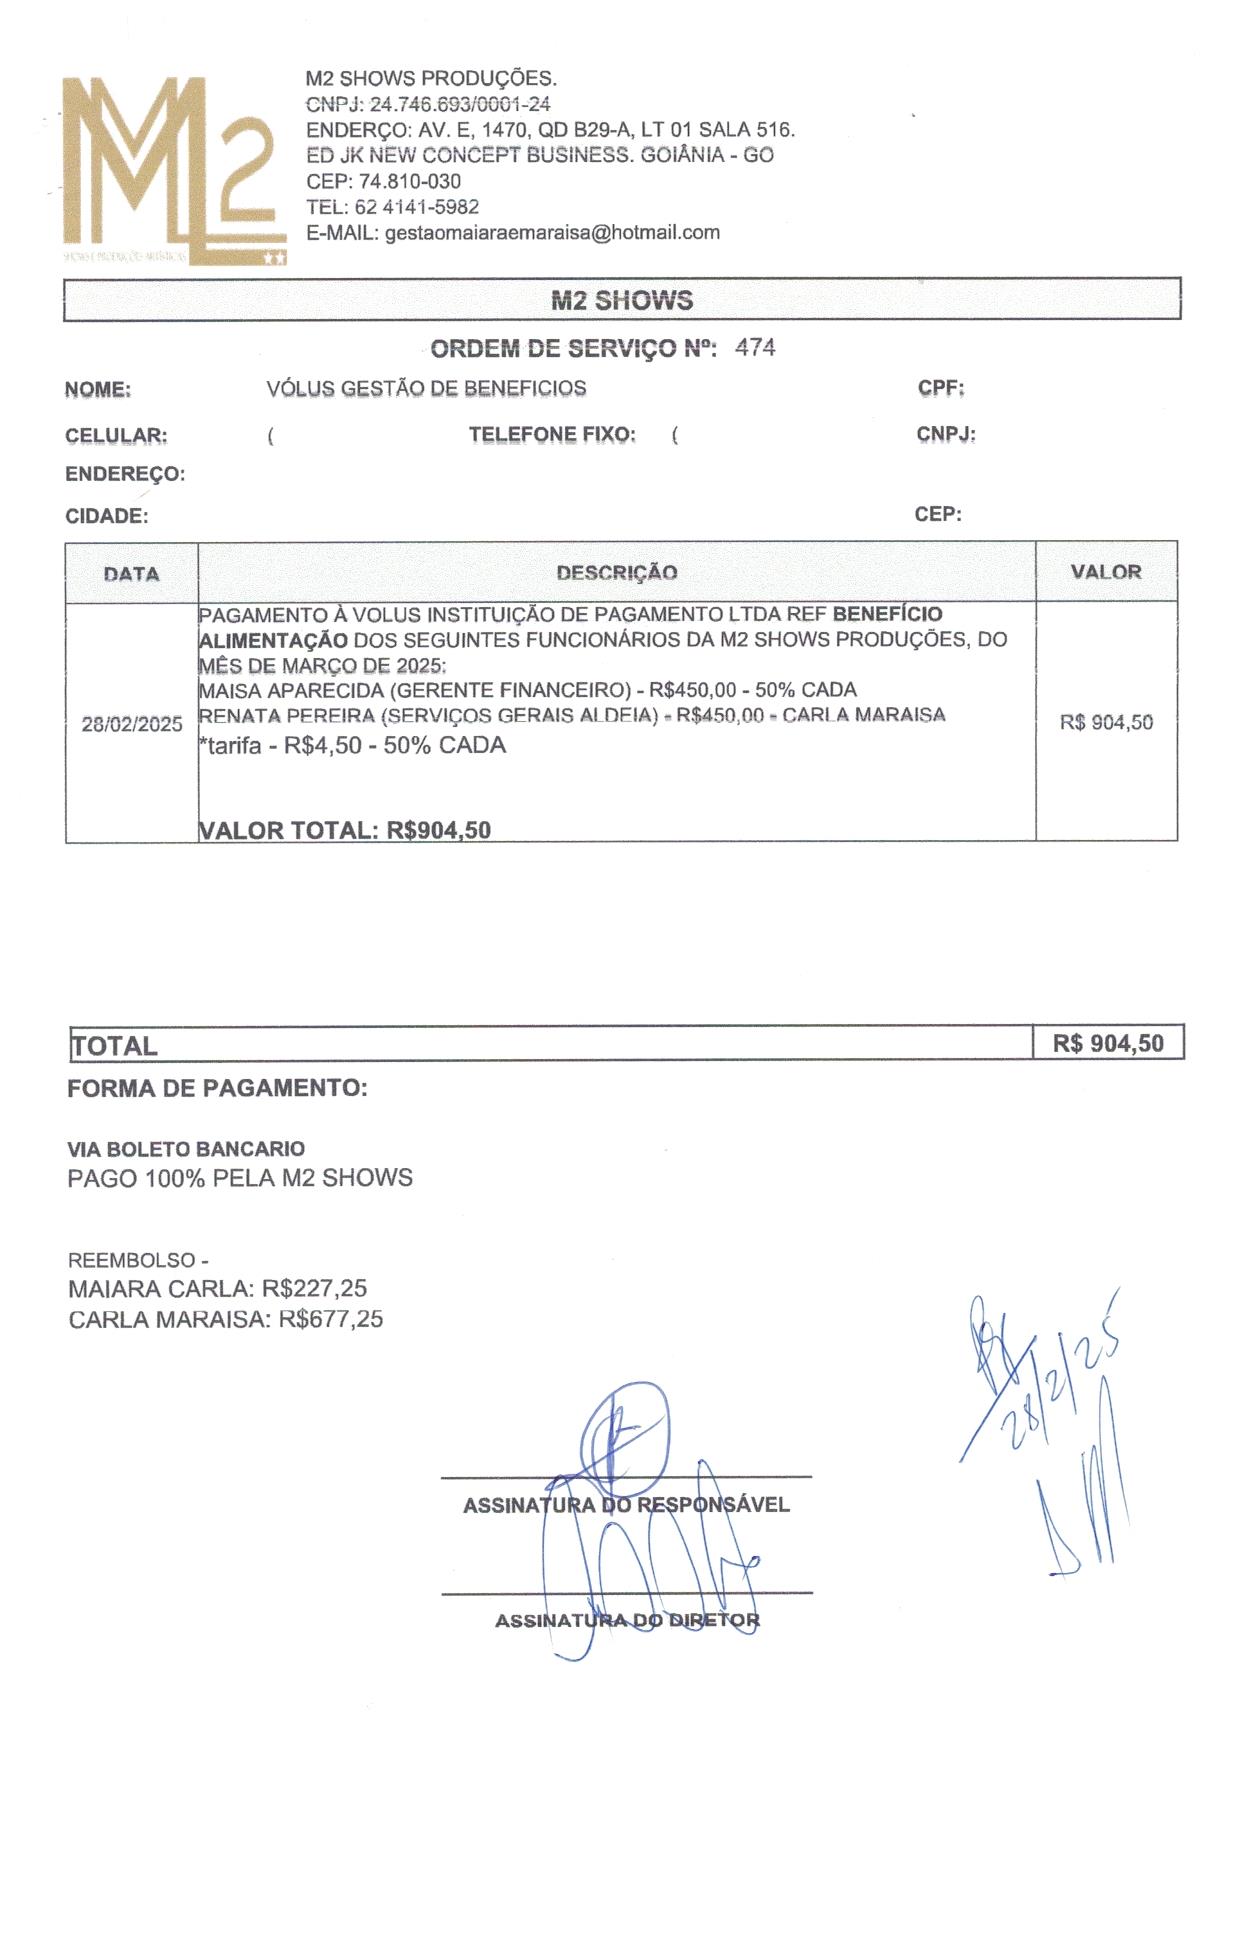 M2 SHOWS PRODUÇÕES.
CNPJ: 24.746.693/0001-24
ENDERÇO: AV. E, 1470, QD B29-A, LT 01 SALA 516.
ED JK NEW CONCEPT BUSINESS. GOIÂNIA - GO
CEP: 74.810-030
TEL: 62 4141-5982
E-MAIL: gestaomaiaraemaraisa@hotmail.com
M2
SHOWS E PRODUÇÕES ARTÍSTICAS
M2 SHOWS
ORDEM DE SERVIÇO Nº: 474
NOME: VÓLUS GESTÃO DE BENEFICIOS CPF:
CELULAR: ( TELEFONE FIXO: ( CNPJ:
ENDEREÇO:
CIDADE: CEP:
DATA DESCRIÇÃO VALOR
PAGAMENTO À VOLUS INSTITUIÇÃO DE PAGAMENTO LTDA REF BENEFÍCIO
ALIMENTAÇÃO DOS SEGUINTES FUNCIONÁRIOS DA M2 SHOWS PRODUÇÕES, DO
MÊS DE MARÇO DE 2025:
MAISA APARECIDA (GERENTE FINANCEIRO) - R$450,00 - 50% CADA
RENATA PEREIRA (SERVIÇOS GERAIS ALDEIA) - R$450,00 - CARLA MARAISA
28/02/2025 R$ 904,50
*tarifa - R$4,50 - 50% CADA
VALOR TOTAL: R$904,50
TOTAL R$ 904,50
FORMA DE PAGAMENTO:
VIA BOLETO BANCARIO
PAGO 100% PELA M2 SHOWS
REEMBOLSO -
MAIARA CARLA: R$227,25
CARLA MARAISA: R$677,25
28/2/25
ASSINATURA DO RESPONSÁVEL
ASSINATURA DO DIRETOR